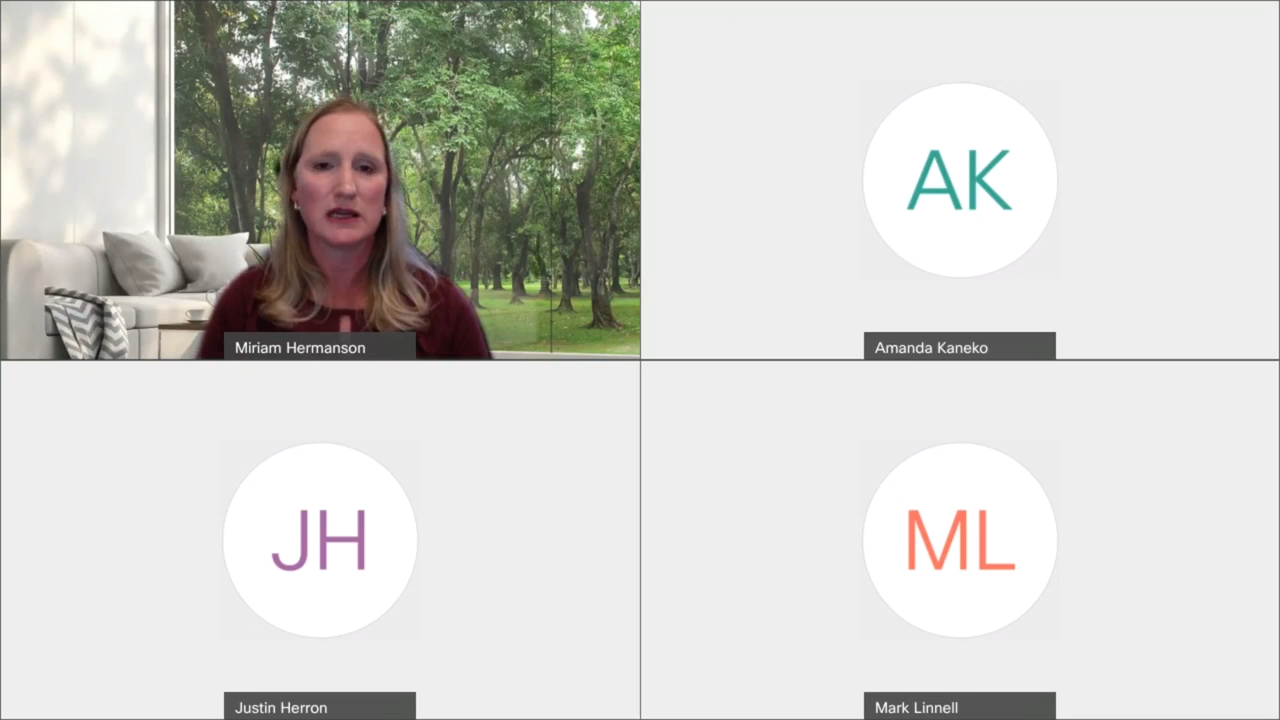 AK
Miriam Hermanson
Amanda Kaneko
JH
ML
Justin Herron
Mark Linnell